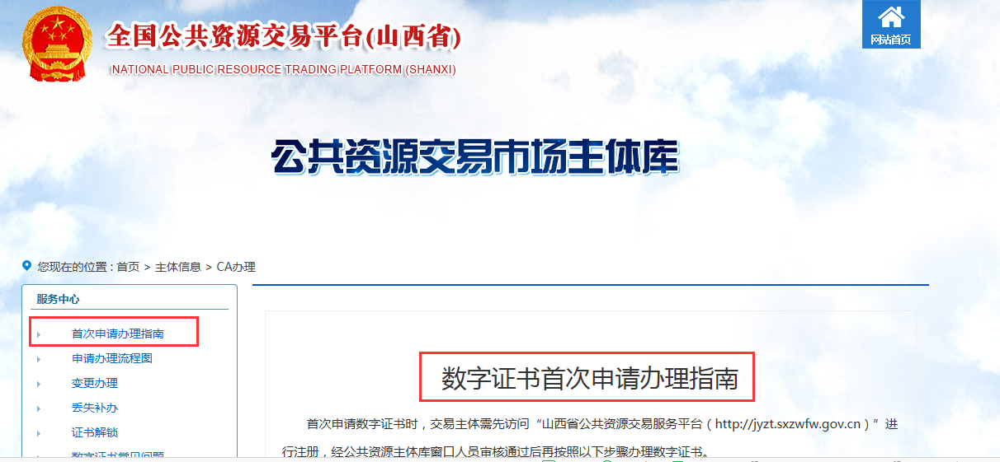 全国公共资源交易平台(山西省)
NATIONAL PUBLIC RESOURCE TRADING PLATFORM (SHANXI)
网站首页
公共资源交易市场主体库
您现在的位置：首页 > 主体信息 > CA办理
服务中心
首次申请办理指南
申请办理流程图
变更办理
丢失补办
证书解锁
数字证书常见问题
数字证书首次申请办理指南
首次申请数字证书时，交易主体需先访问“山西省公共资源交易服务平台（http://jyzt.sxzwfw.gov.cn）”进
行注册，经公共资源主体库窗口人员审核通过后再按照以下步骤办理数字证书。